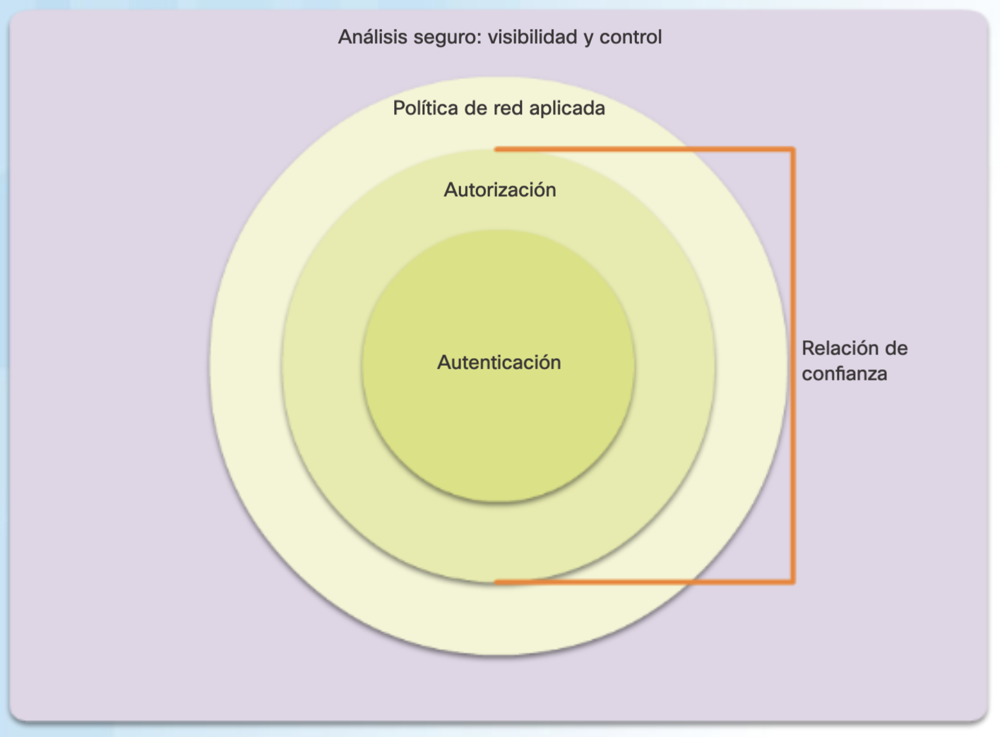 Análisis seguro: visibilidad y control
Política de red aplicada
Autorización
Autenticación
Relación de
confianza